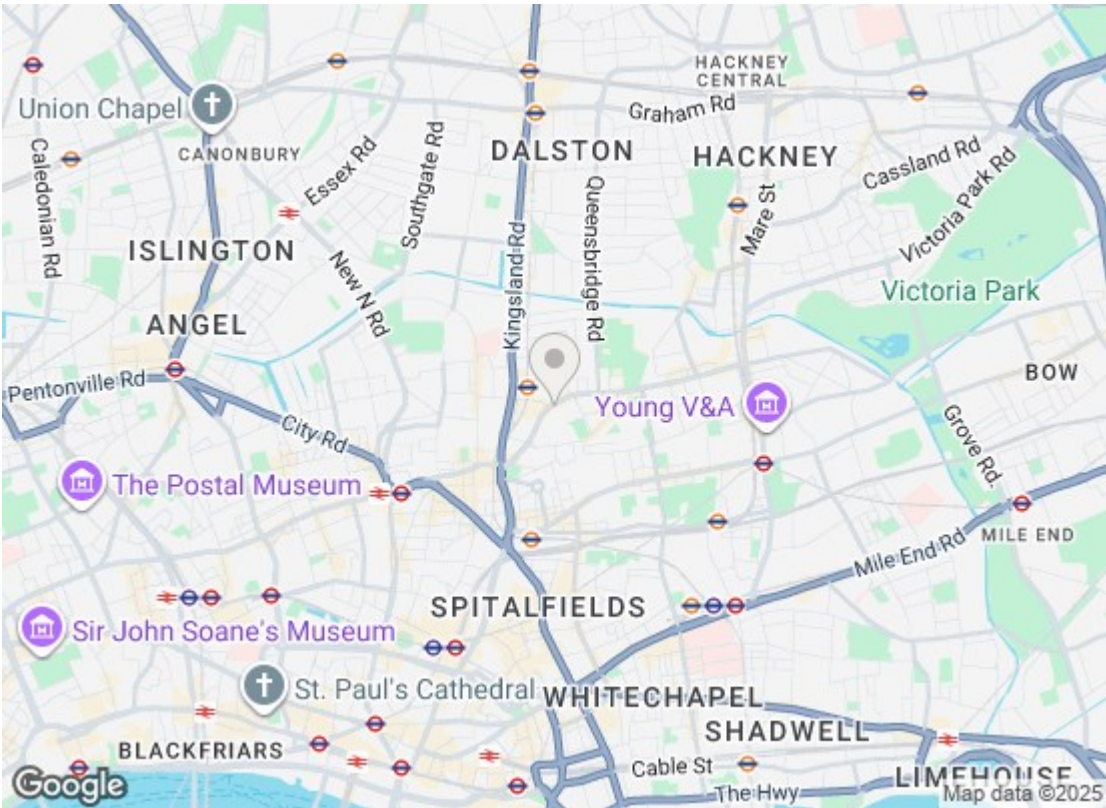 HACKNEY
CENTRAL
Union Chapel
Graham Rd
CANONBURY
Essex Rd
Southgate Rd
DALSTON
HACKNEY
Cassland Rd
Caledonian Rd
Queensbridge Rd
Mare St
Victoria Park Rd
ISLINGTON
New N Rd
Kingsland Rd
Victoria Park
ANGEL
Pentonville Rd
BOW
City Rd
Young V&A
Grove Rd.
The Postal Museum
MILE END
Mile End Rd
SPITALFIELDS
Sir John Soane's Museum
St. Paul's Cathedral
WHITECHAPEL
SHADWELL
BLACKFRIARS
Cable St
LIMEHOUSE
The Hwy
Google
Map data ©2025